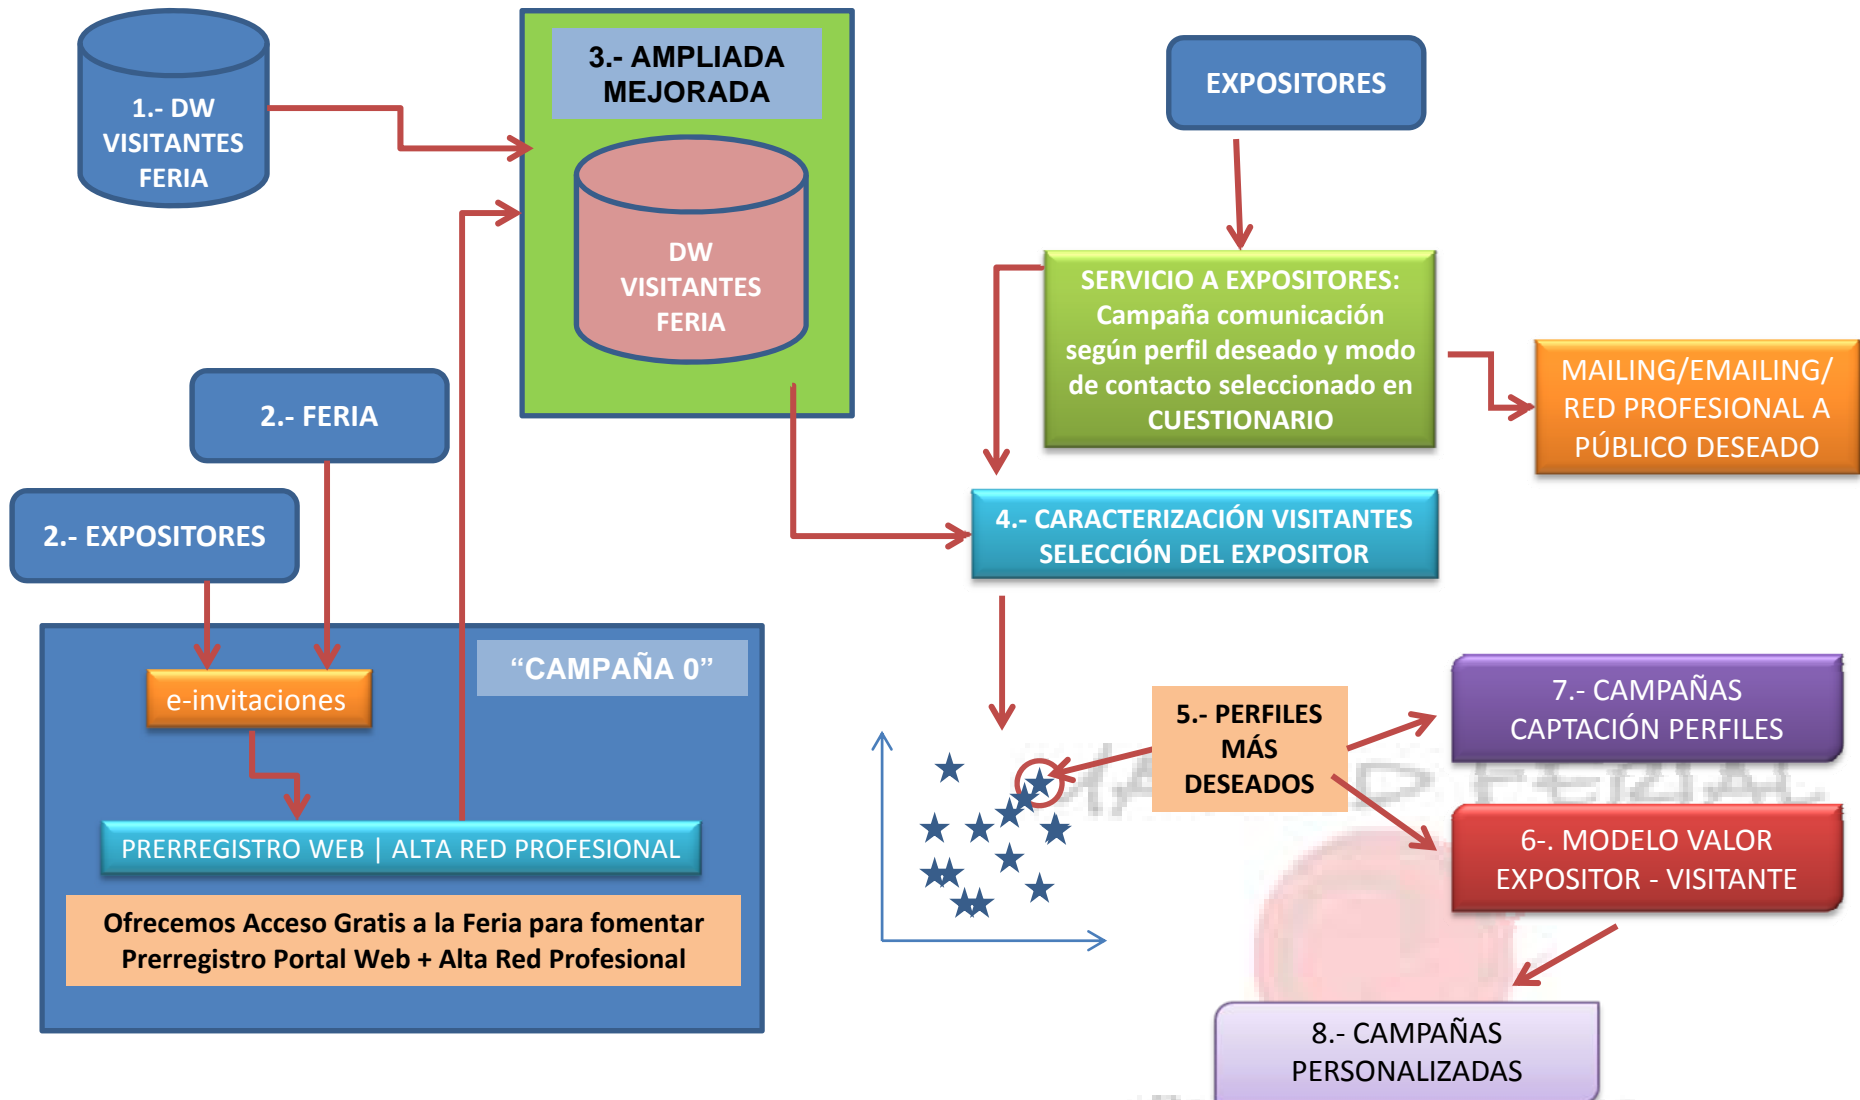 1.- DW
VISITANTES
FERIA
3.- AMPLIADA
MEJORADA
DW
VISITANTES
FERIA
EXPOSITORES
SERVICIO A EXPOSITORES:
Campaña comunicación
según perfil deseado y modo
de contacto seleccionado en
CUESTIONARIO
MAILING/EMAILING/
RED PROFESIONAL A
PÚBLICO DESEADO
2.- FERIA
2.- EXPOSITORES
4.- CARACTERIZACIÓN VISITANTES
SELECCIÓN DEL EXPOSITOR
“CAMPAÑA 0”
e-invitaciones
PRERREGISTRO WEB | ALTA RED PROFESIONAL
Ofrecemos Acceso Gratis a la Feria para fomentar
Prerregistro Portal Web + Alta Red Profesional
5.- PERFILES
MÁS
DESEADOS
7.- CAMPAÑAS
CAPTACIÓN PERFILES
6-. MODELO VALOR
EXPOSITOR - VISITANTE
8.- CAMPAÑAS
PERSONALIZADAS
FERIAL